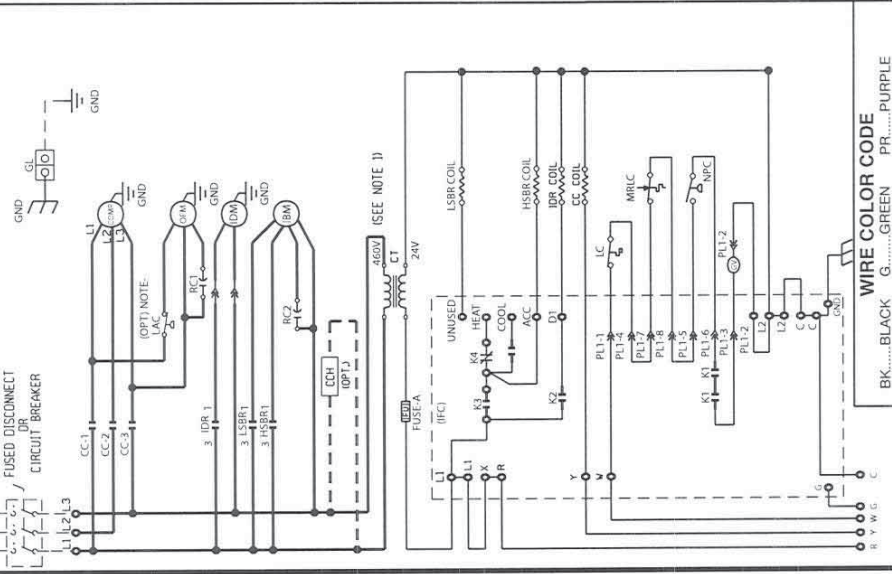 FUSED DISCONNECT
OR
CIRCUIT BREAKER
GND
GL
GND
L1
L2
L3
L1
L2
L3
COMP
GND
OFM
GND
IDM
GND
IBM
CC-1
CC-2
CC-3
(OPT) NOTE-
LAC
RC1
3 IDR 1
3 LSBR1
3 HSBR1
RC2
CCH
(OPT.)
(SEE NOTE 1)
460V
CT
24V
FU
FUSE-A
(IFC)
UNUSED
LSBR COIL
HEAT
COOL
K4
K3
ACC
HSBR COIL
D1
IDR COIL
K2
CC COIL
L1
L1
X
R
Y
W
LC
MRLC
NPC
PL1-1
PL1-4
PL1-7
PL1-8
PL1-5
PL1-6
PL1-3
PL1-2
K1
K1
GV
PL1-2
L2
L2
C
C
GND
G
R
Y
W
G
C
WIRE COLOR CODE
BK.....BLACK G......GREEN PR......PURPLE